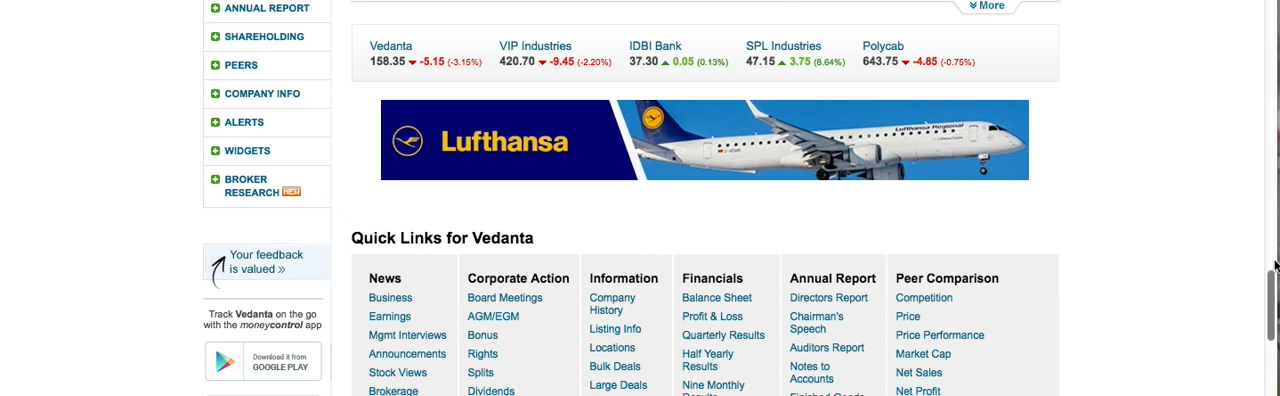 ANNUAL REPORT
SHAREHOLDING
PEERS
COMPANY INFO
ALERTS
WIDGETS
BROKER
RESEARCH NEW
Your feedback
is valued »
Track Vedanta on the go
with the moneycontrol app
Download it from
GOOGLE PLAY
More
Vedanta
158.35 -5.15 (-3.15%)
VIP Industries
420.70 -9.45 (-2.20%)
IDBI Bank
37.30 0.05 (0.13%)
SPL Industries
47.15 3.75 (8.64%)
Polycab
643.75 -4.85 (-0.75%)
Lufthansa
Lufthansa Regional
Quick Links for Vedanta
News
Business
Earnings
Mgmt Interviews
Announcements
Stock Views
Brokerage
Corporate Action
Board Meetings
AGM/EGM
Bonus
Rights
Splits
Dividends
Information
Company
History
Listing Info
Locations
Bulk Deals
Large Deals
Financials
Balance Sheet
Profit & Loss
Quarterly Results
Half Yearly
Results
Nine Monthly
Results
Annual Report
Directors Report
Chairman's
Speech
Auditors Report
Notes to
Accounts
Finished Goods
Peer Comparison
Competition
Price
Price Performance
Market Cap
Net Sales
Net Profit